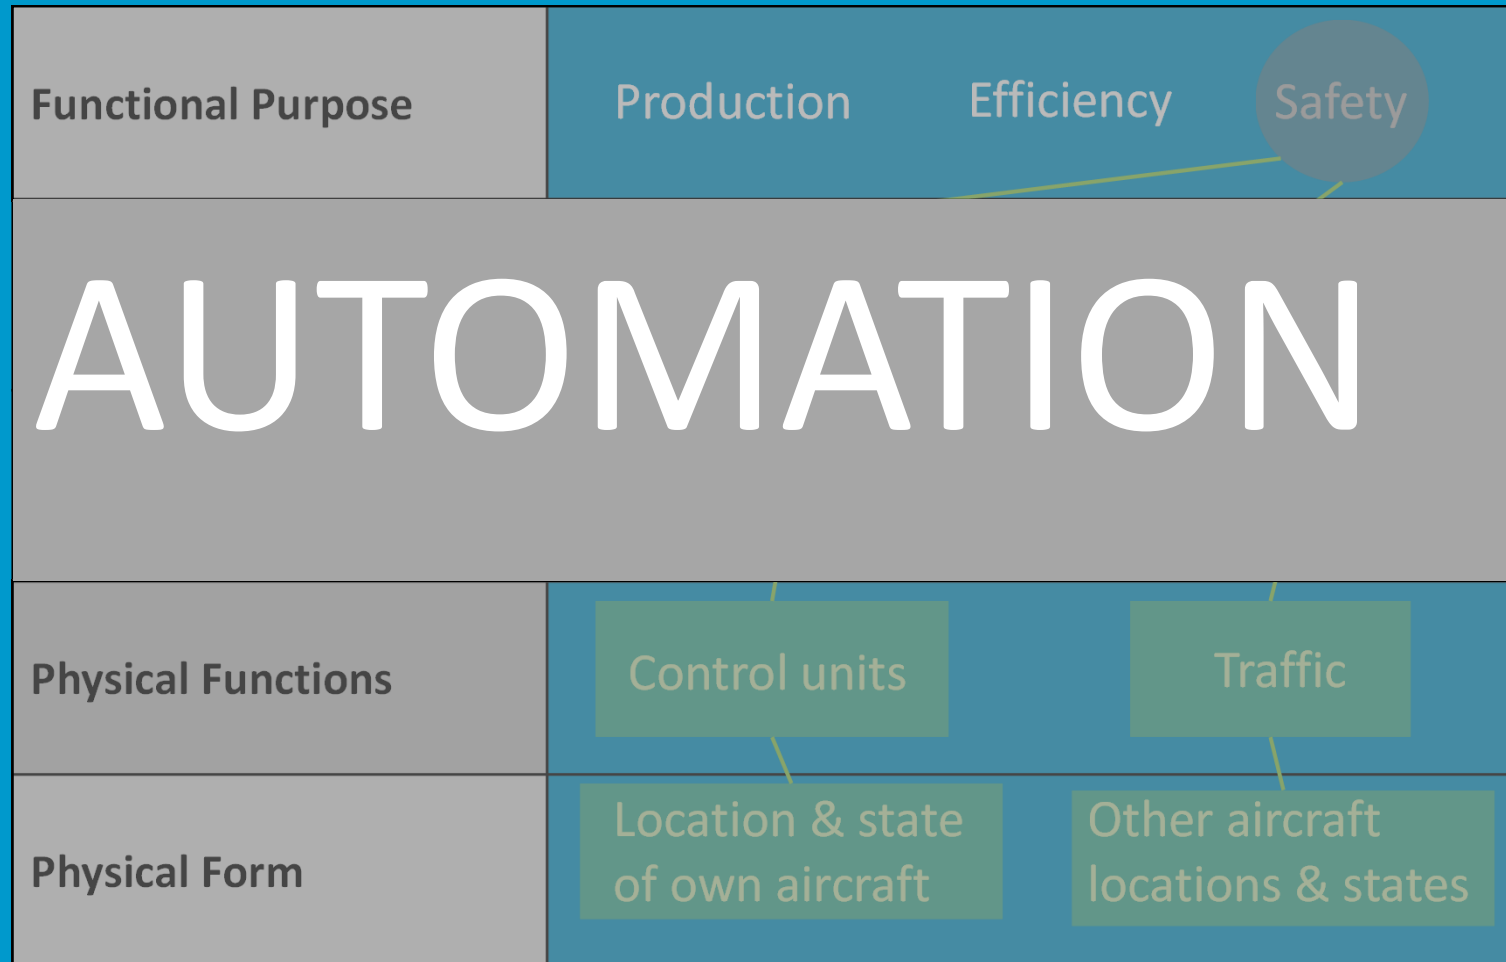 Functional Purpose
Production Efficiency Safety
AUTOMATION
Physical Functions
Control units
Traffic
Physical Form
Location & state
of own aircraft
Other aircraft
locations & states